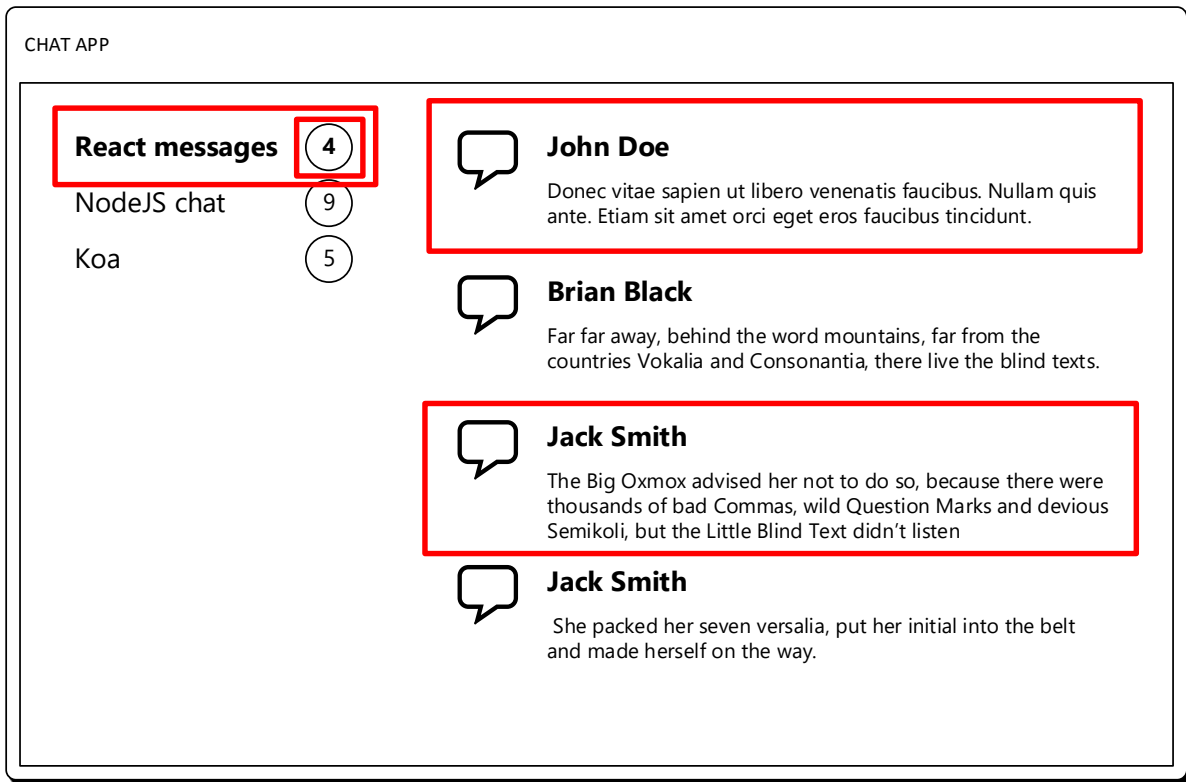 CHAT APP
React messages 4
NodeJS chat 9
Koa 5
John Doe
Donec vitae sapien ut libero venenatis faucibus. Nullam quis
ante. Etiam sit amet orci eget eros faucibus tincidunt.
Brian Black
Far far away, behind the word mountains, far from the
countries Vokalia and Consonantia, there live the blind texts.
Jack Smith
The Big Oxmox advised her not to do so, because there were
thousands of bad Commas, wild Question Marks and devious
Semikoli, but the Little Blind Text didn’t listen
Jack Smith
She packed her seven versalia, put her initial into the belt
and made herself on the way.